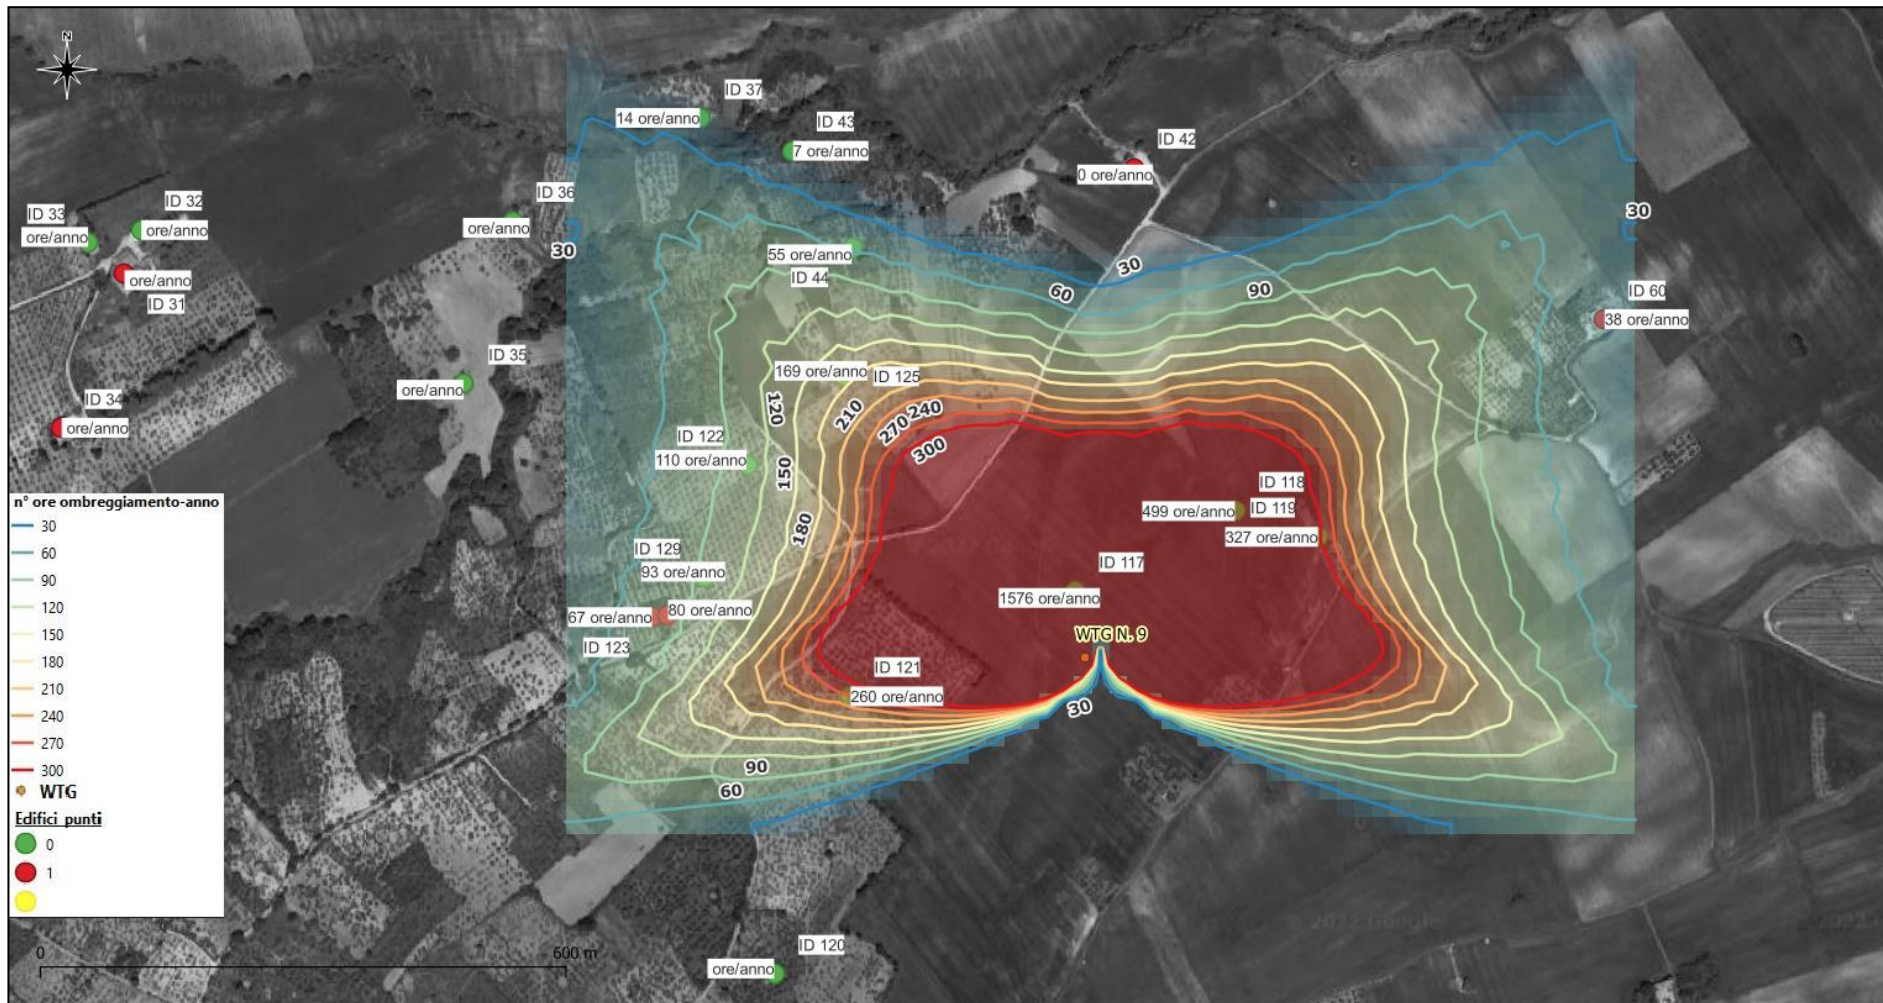 N
2022 Google
ID 37
14 ore/anno
ID 43
7 ore/anno
ID 42
0 ore/anno
ID 36
ore/anno
30
ID 33
ore/anno
ID 32
ore/anno
ore/anno
ID 31
55 ore/anno
ID 44
30
60
90
30
ID 60
38 ore/anno
ID 35
ore/anno
ID 34
ore/anno
169 ore/anno
ID 125
120
210
240
270
300
ID 122
110 ore/anno
150
180
ID 118
499 ore/anno
ID 119
327 ore/anno
ID 129
93 ore/anno
ID 117
1576 ore/anno
67 ore/anno
80 ore/anno
ID 123
WTG N. 9
ID 121
260 ore/anno
30
90
60
n° ore ombreggiamento-anno
30
60
90
120
150
180
210
240
270
300
WTG
Edifici punti
0
1
© 2022 Google
ID 120
ore/anno
0
600 m